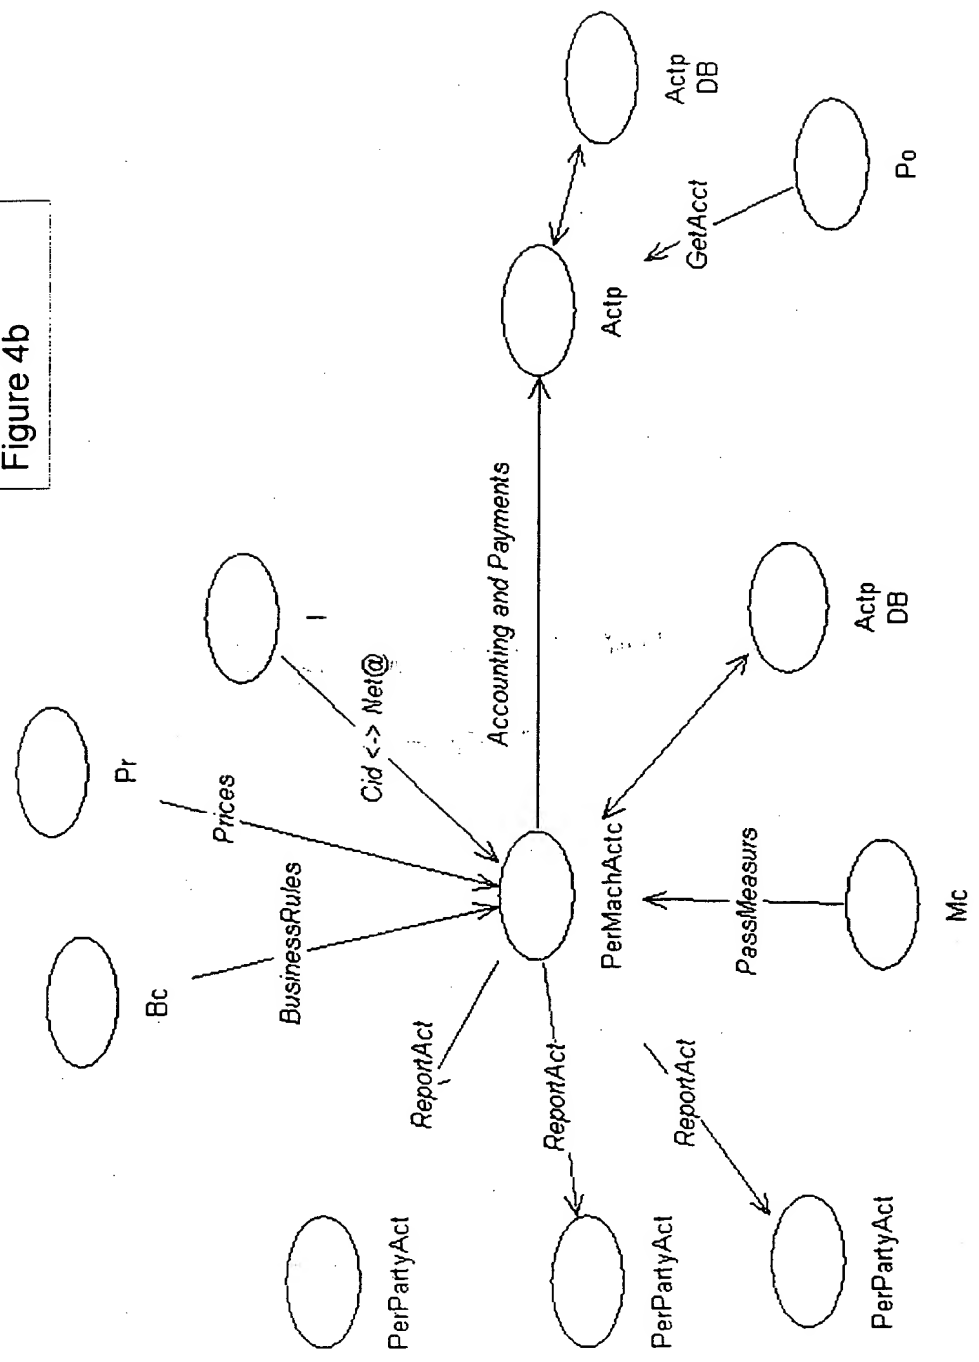 Figure 4b
Pr
Bc
Prices
BusinessRules
I
Cid <-> Net@
PerPartyAct
ReportAct
Accounting and Payments
ReportAct
PerMachActc
Actp
PerPartyAct
Actp
DB
ReportAct
GetAcct
PassMeasurs
Actp
DB
PerPartyAct
Po
Mc